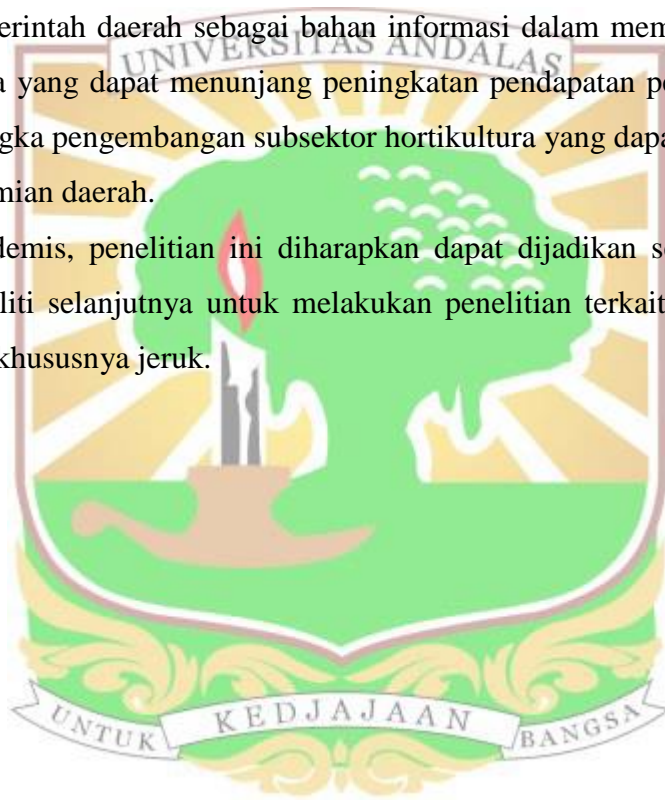 erintah daerah sebagai bahan informasi dalam mem
UNIVERSITAS ANDALAS
a yang dapat menunjang peningkatan pendapatan pe
gka pengembangan subsektor hortikultura yang dapa
mian daerah.
demis, penelitian ini diharapkan dapat dijadikan se
liti selanjutnya untuk melakukan penelitian terkait
khususnya jeruk.
UNTUK KEDJAJAAN BANGSA